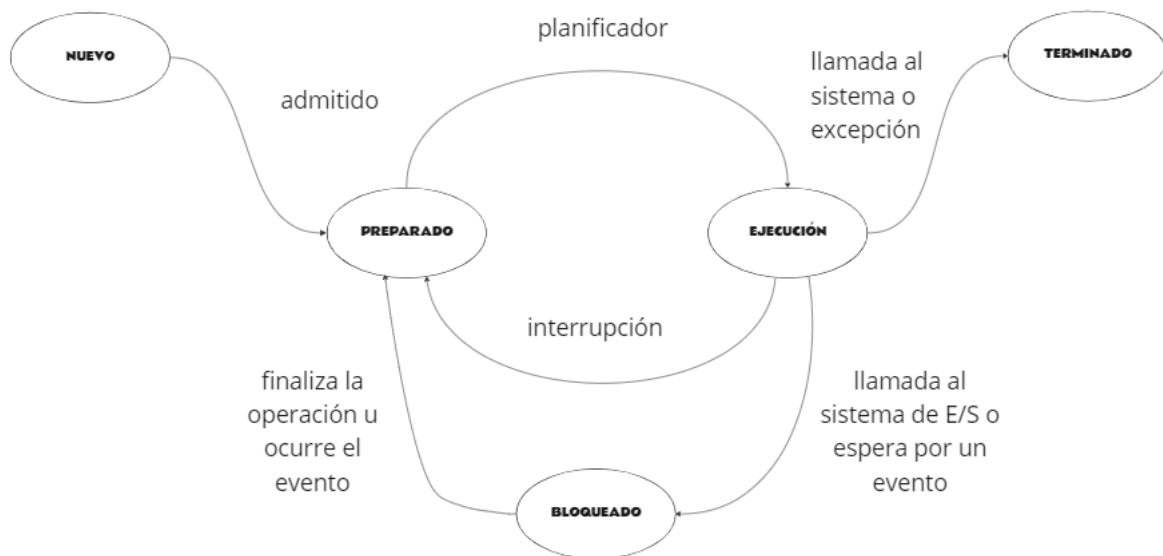 planificador
NUEVO
TERMINADO
llamada al
sistema o
excepción
admitido
PREPARADO
EJECUCIÓN
interrupción
finaliza la
operación u
ocurre el
evento
llamada al
sistema de E/S o
espera por un
evento
BLOQUEADO